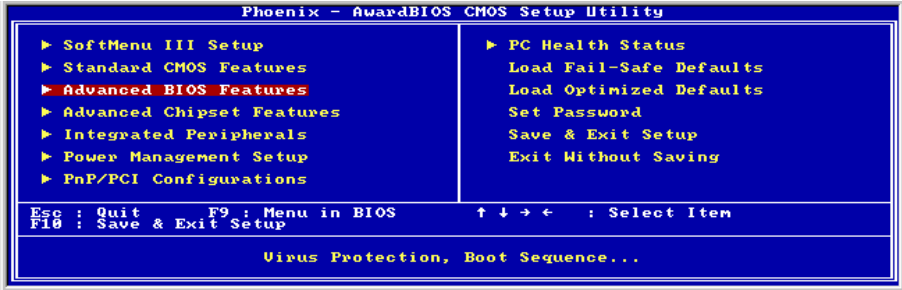 Phoenix - AwardBIOS CMOS Setup Utility
► SoftMenu III Setup
► Standard CMOS Features
► Advanced BIOS Features
► Advanced Chipset Features
► Integrated Peripherals
► Power Management Setup
► PnP/PCI Configurations
► PC Health Status
Load Fail-Safe Defaults
Load Optimized Defaults
Set Password
Save & Exit Setup
Exit Without Saving
Esc : Quit F9 : Menu in BIOS ↑ ↓ → ← : Select Item
F10 : Save & Exit Setup
Virus Protection, Boot Sequence...